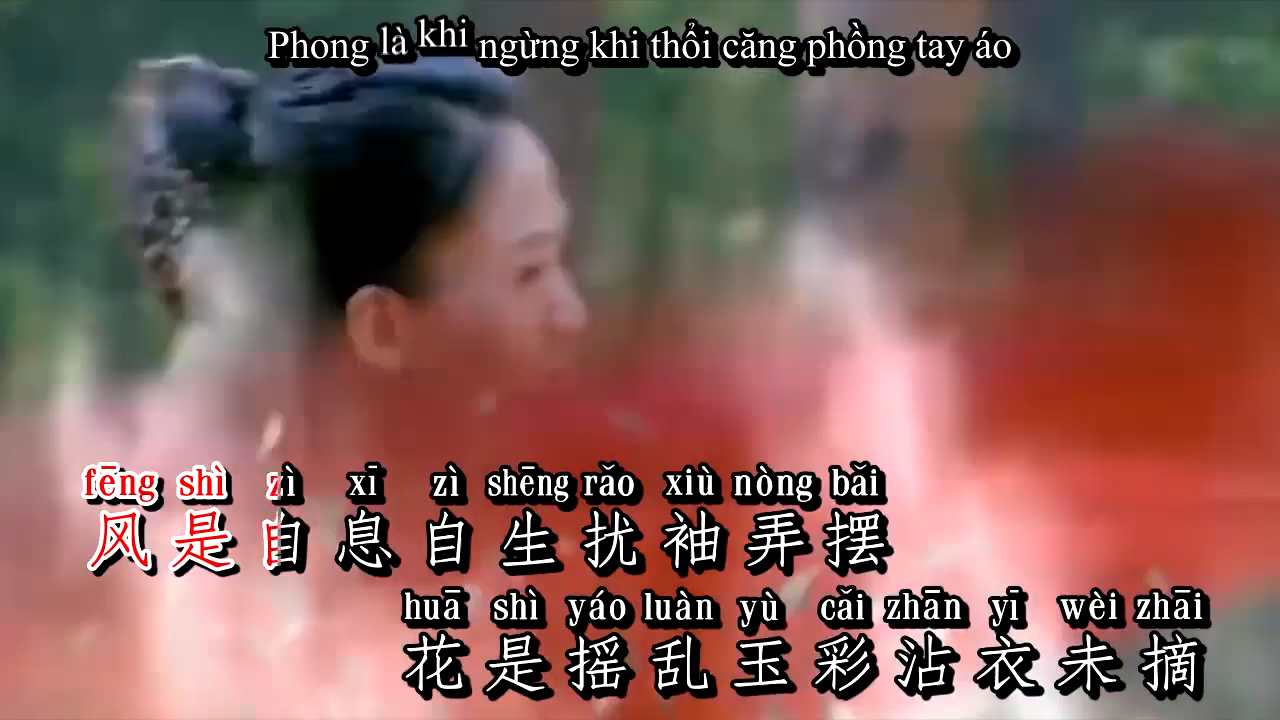 Phong là khi ngừng khi thổi căng phồng tay áo
fēng shì zì xī zì shēng rǎo xiù nòng bǎi
风是自息自生扰袖弄摆
huā shì yáo luàn yù cǎi zhān yī wèi zhāi
花是摇乱玉彩沾衣未摘